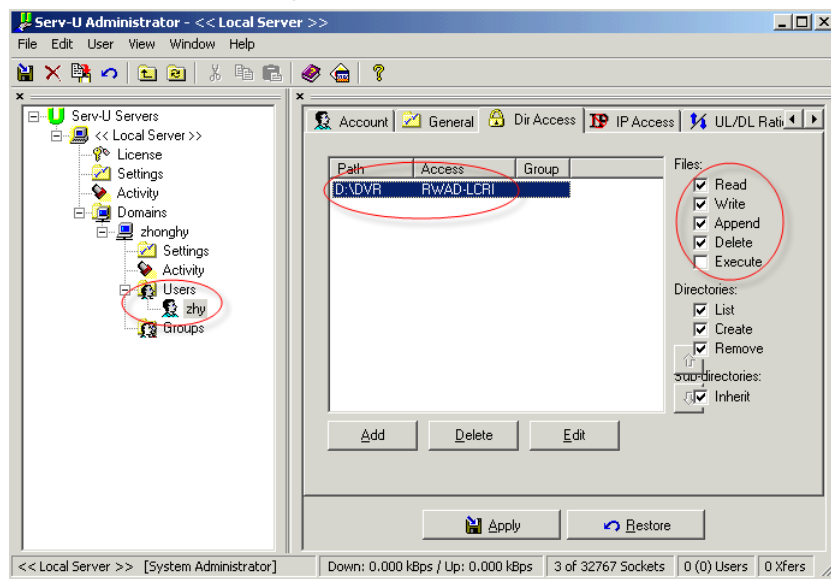 Serv-U Administrator - << Local Server >>
File Edit User View Window Help
Serv-U Servers
<< Local Server >>
License
Settings
Activity
Domains
zhonghy
Settings
Activity
Users
zhy
Groups
Account General Dir Access IP Access UL/DL Rati
Path Access Group
D:\DVR RWAD-LCRI
Files:
Read
Write
Append
Delete
Execute
Directories:
List
Create
Remove
Sub-directories:
Inherit
Add Delete Edit
Apply Restore
<< Local Server >> [System Administrator] Down: 0.000 kBps / Up: 0.000 kBps 3 of 32767 Sockets 0 (0) Users 0 Xfers